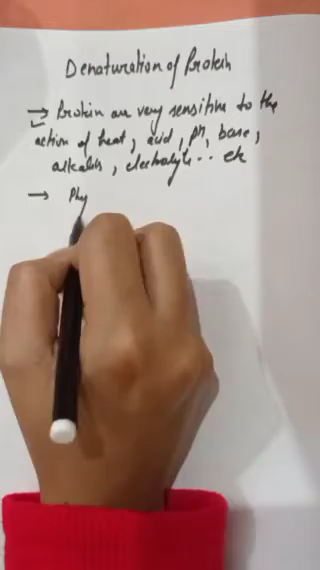 Denaturation of Protein
→ Protein are very sensitive to the
action of heat, acid, pH, base,
alkalis, electrolyte.. etc
→ Phy